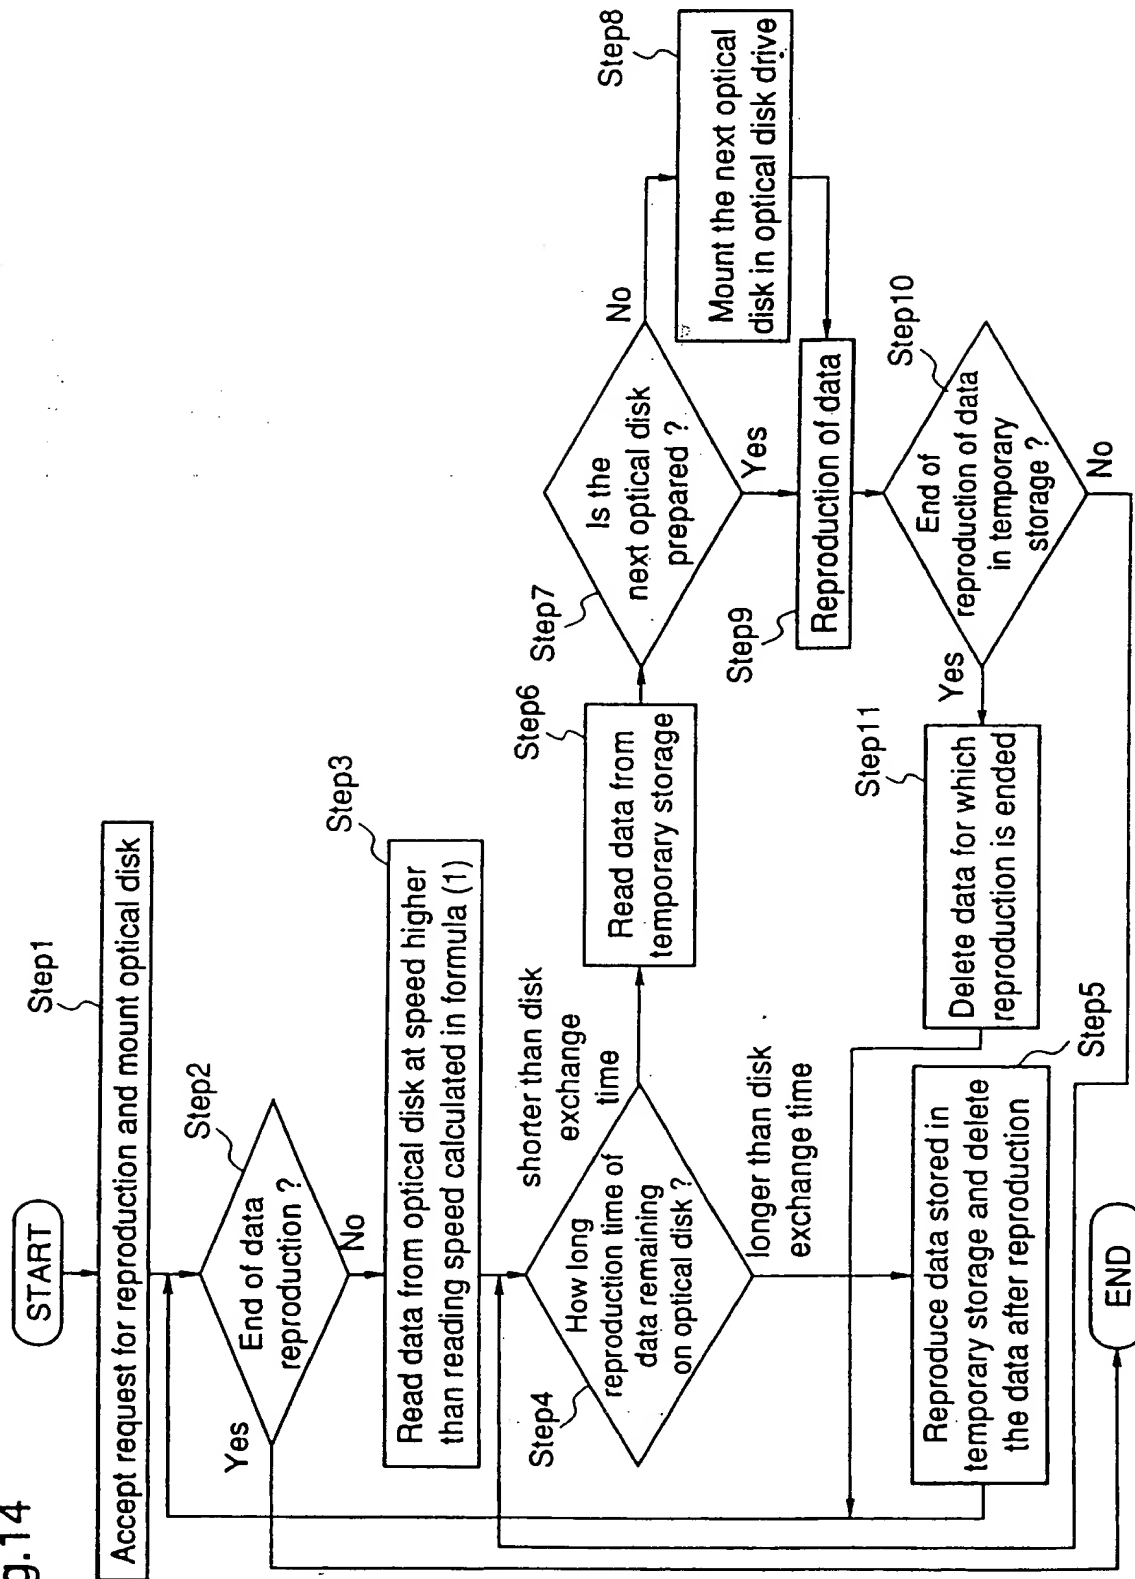 g.14
START
Step1
Accept request for reproduction and mount optical disk
Step2
End of data
reproduction ?
Yes
No
Step3
Read data from optical disk at speed higher
than reading speed calculated in formula (1)
Step4
How long
reproduction time of
data remaining
on optical disk ?
shorter than disk
exchange
time
longer than disk
exchange time
Step5
Reproduce data stored in
temporary storage and delete
the data after reproduction
Step6
Read data from
temporary storage
Step7
Is the
next optical disk
prepared ?
No
Yes
Step8
Mount the next optical
disk in optical disk drive
Step9
Reproduction of data
Step10
End of
reproduction of data
in temporary
storage ?
Yes
No
Step11
Delete data for which
reproduction is ended
END